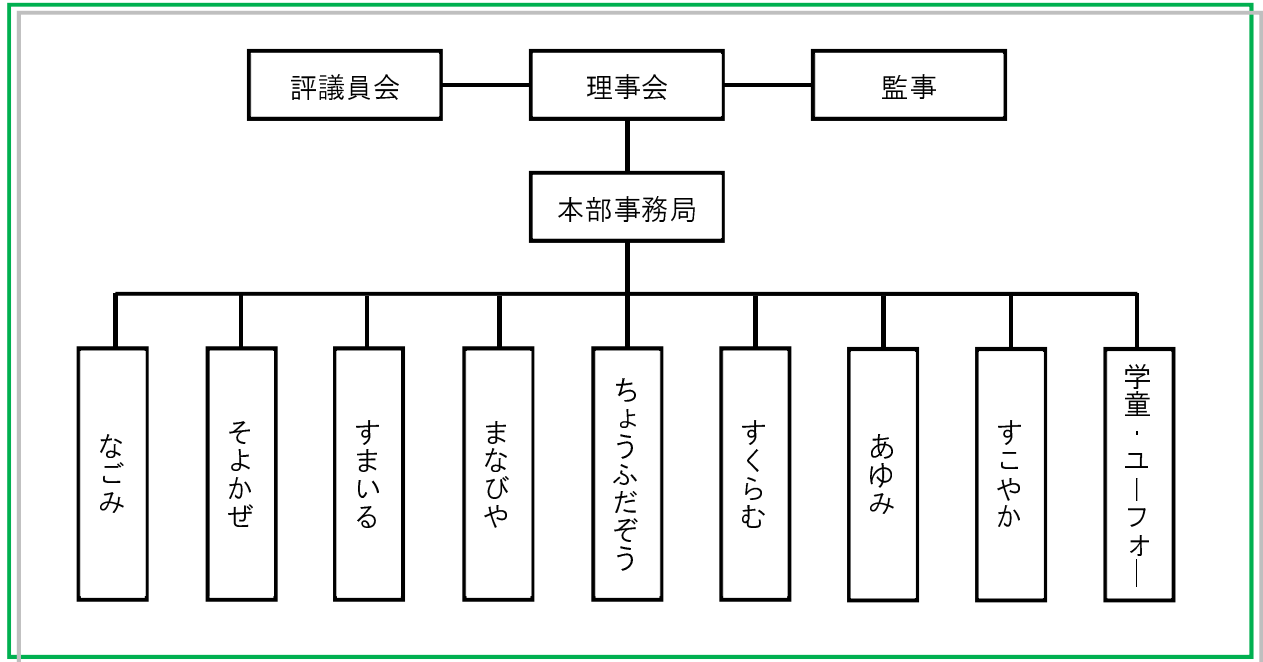 評議員会
理事会
監事
本部事務局
なごみ
そよかぜ
すまいる
まなびや
ちょうふだぞう
すくらむ
あゆみ
すこやか
学童・ユーフォー